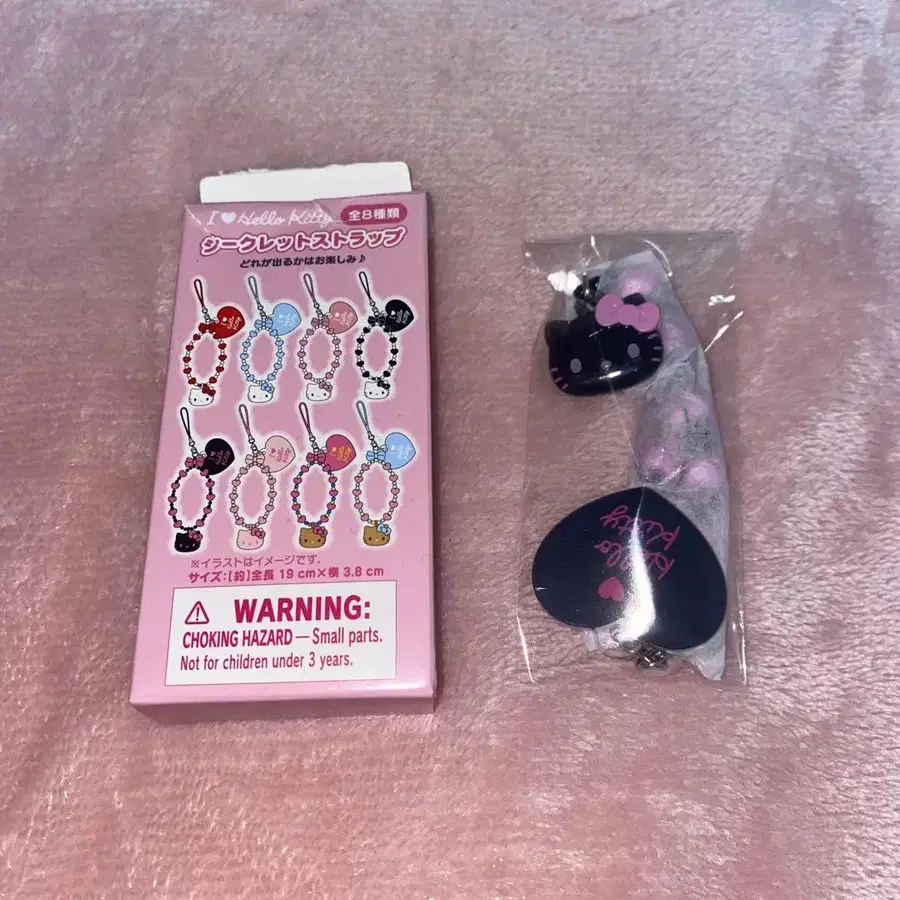 I ♥ Hello Kitty 全8種類
シークレットストラップ
どれが出るかはお楽しみ♪
※イラストはイメージです。
サイズ:【約】全長 19 cm×横 3.8 cm
⚠ WARNING:
CHOKING HAZARD — Small parts.
Not for children under 3 years.
Hello
Kitty